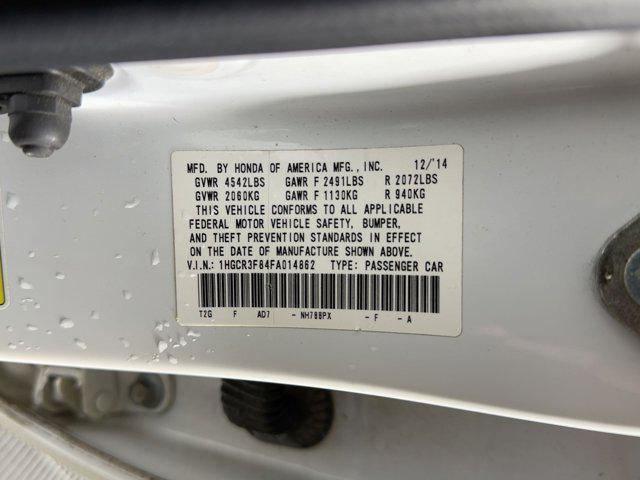 MFD. BY HONDA OF AMERICA MFG., INC. 12/'14
GVWR 4542LBS GAWR F 2491LBS R 2072LBS
GVWR 2060KG GAWR F 1130KG R 940KG
THIS VEHICLE CONFORMS TO ALL APPLICABLE
FEDERAL MOTOR VEHICLE SAFETY, BUMPER,
AND THEFT PREVENTION STANDARDS IN EFFECT
ON THE DATE OF MANUFACTURE SHOWN ABOVE.
V.I.N.: 1HGCR3F84FA014862 TYPE: PASSENGER CAR
T2G F AD7 - NH788PX - F - A